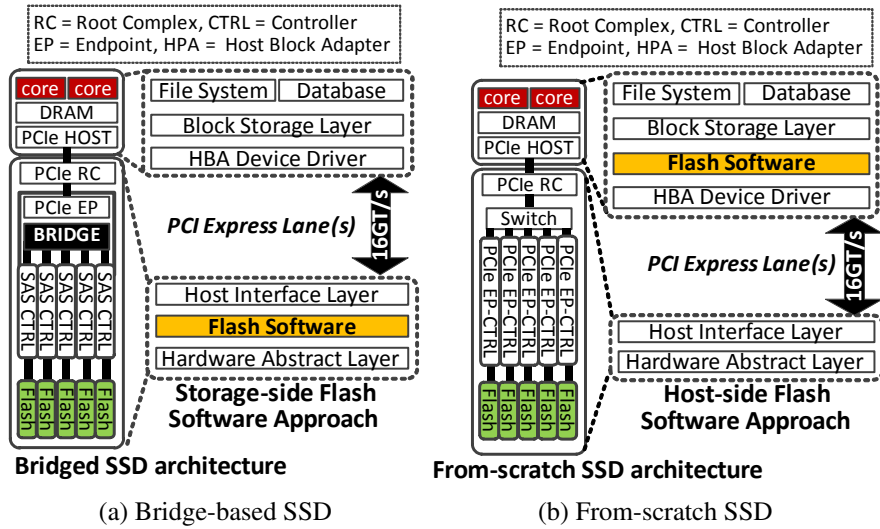 RC = Root Complex, CTRL = Controller
EP = Endpoint, HPA = Host Block Adapter
core core
DRAM
PCIe HOST
PCIe RC
PCIe EP
BRIDGE
SAS CTRL SAS CTRL SAS CTRL SAS CTRL SAS CTRL
Flash Flash Flash Flash Flash
File System Database
Block Storage Layer
HBA Device Driver
PCI Express Lane(s)
16GT/s
Host Interface Layer
Flash Software
Hardware Abstract Layer
Storage-side Flash
Software Approach
Bridged SSD architecture
(a) Bridge-based SSD
RC = Root Complex, CTRL = Controller
EP = Endpoint, HPA = Host Block Adapter
core core
DRAM
PCIe HOST
PCIe RC
Switch
PCIe EP-CTRL PCIe EP-CTRL PCIe EP-CTRL PCIe EP-CTRL PCIe EP-CTRL
Flash Flash Flash Flash Flash
File System Database
Block Storage Layer
Flash Software
HBA Device Driver
PCI Express Lane(s)
16GT/s
Host Interface Layer
Hardware Abstract Layer
Host-side Flash
Software Approach
From-scratch SSD architecture
(b) From-scratch SSD